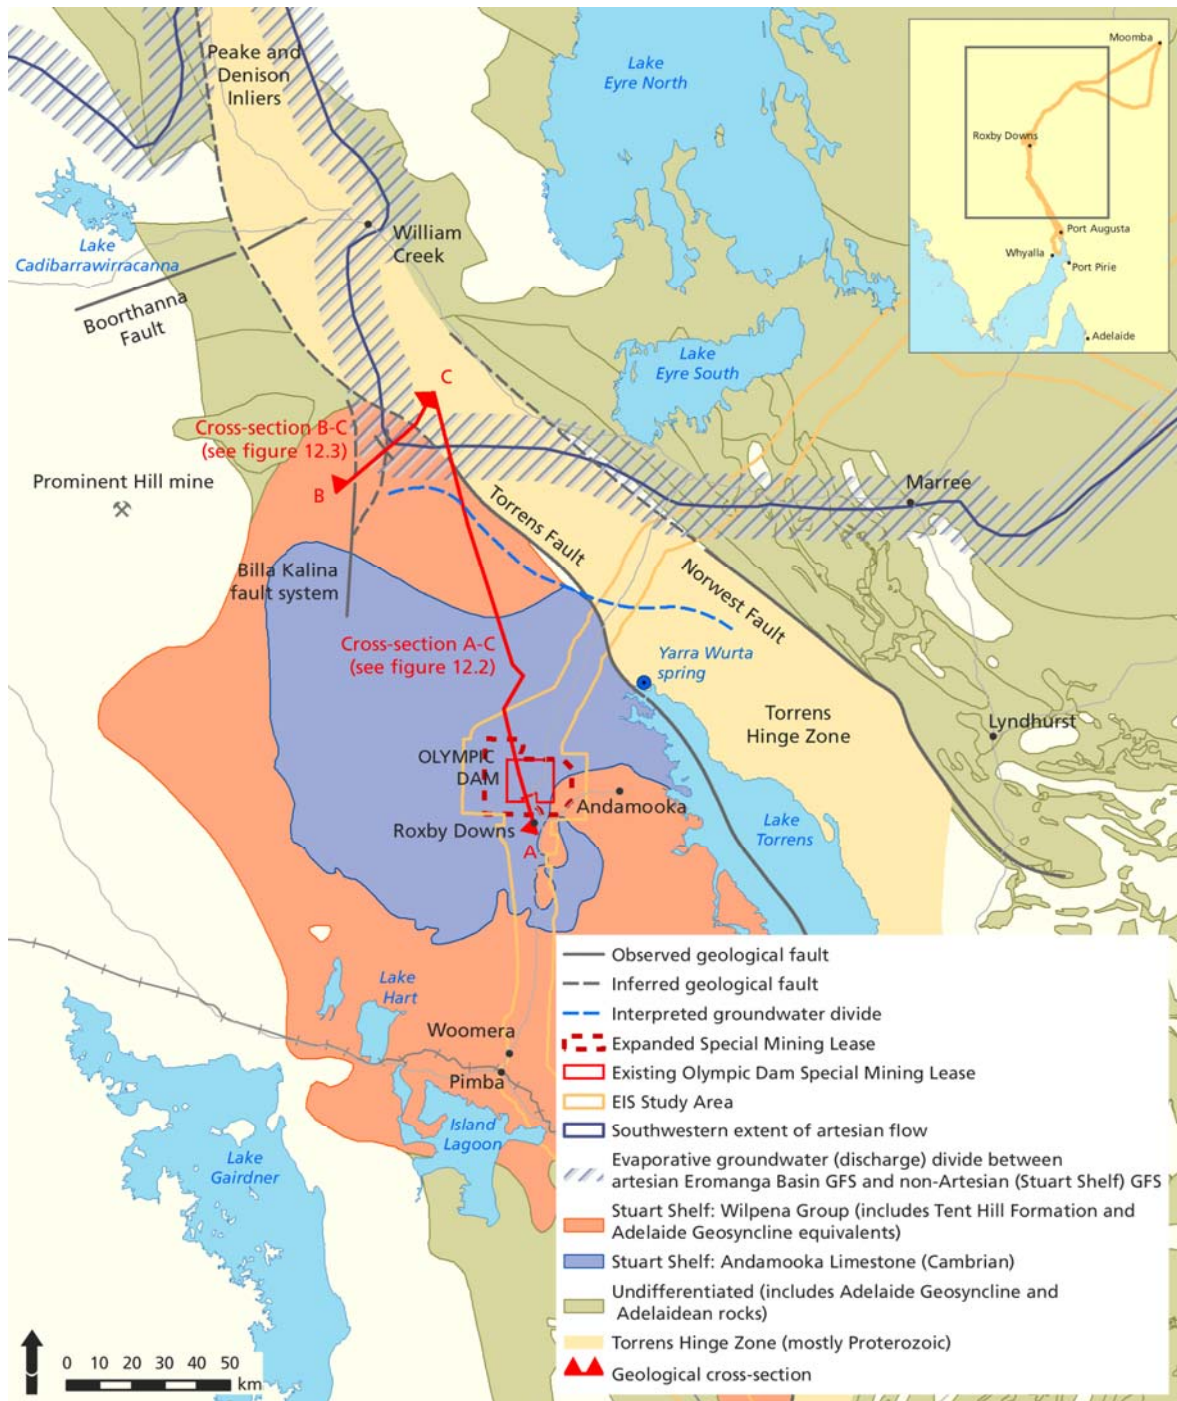 Peake and
Denison
Inliers
Lake
Eyre North
Moomba
Roxby Downs
Port Augusta
Whyalla
Port Pirie
Adelaide
Lake
Cadibarrawirracanna
William
Creek
Boorthanna
Fault
Lake
Eyre South
C
Cross-section B-C
(see figure 12.3)
Prominent Hill mine
B
Marree
Torrens Fault
Norwest Fault
Billa Kalina
fault system
Cross-section A-C
(see figure 12.2)
Yarra Wurta
spring
Torrens
Hinge Zone
Lyndhurst
OLYMPIC
DAM
Andamooka
Roxby Downs
A
Lake
Torrens
Lake
Hart
Woomera
Pimba
Island
Lagoon
Lake
Gairdner
Observed geological fault
Inferred geological fault
Interpreted groundwater divide
Expanded Special Mining Lease
Existing Olympic Dam Special Mining Lease
EIS Study Area
Southwestern extent of artesian flow
Evaporative groundwater (discharge) divide between
artesian Eromanga Basin GFS and non-Artesian (Stuart Shelf) GFS
Stuart Shelf: Wilpena Group (includes Tent Hill Formation and
Adelaide Geosyncline equivalents)
Stuart Shelf: Andamooka Limestone (Cambrian)
Undifferentiated (includes Adelaide Geosyncline and
Adelaidean rocks)
Torrens Hinge Zone (mostly Proterozoic)
Geological cross-section
0 10 20 30 40 50
km